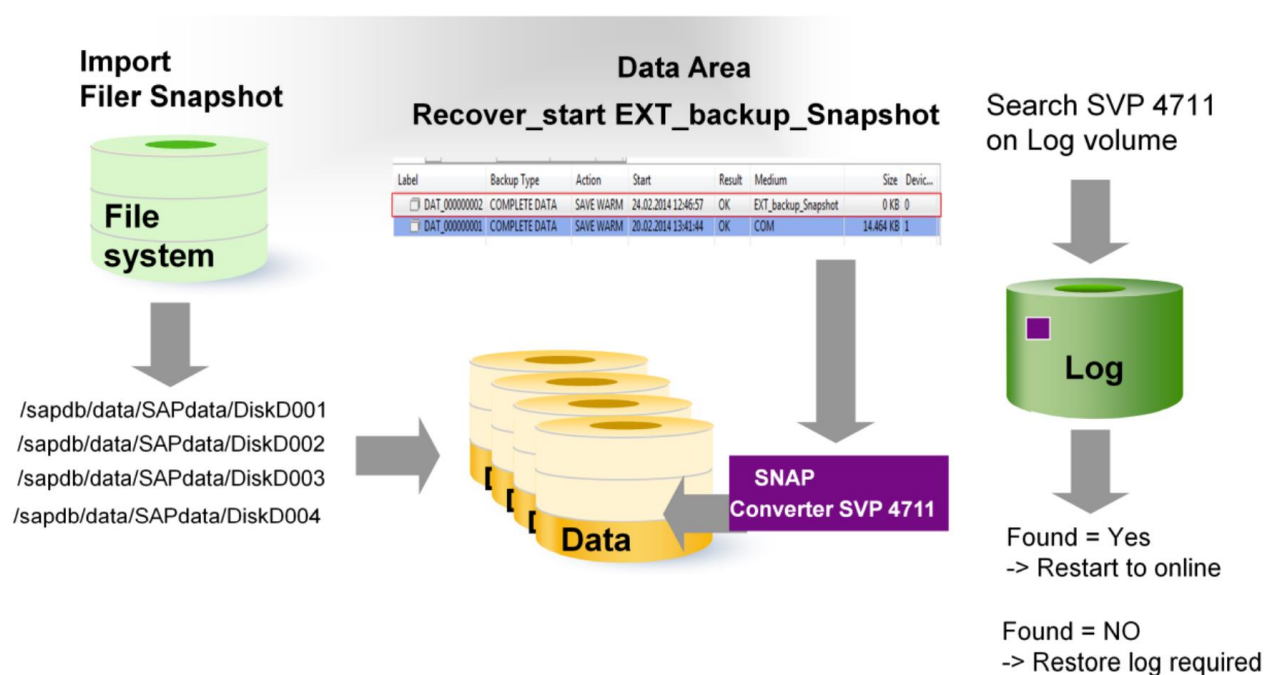 Import
Filer Snapshot
File
system
/sapdb/data/SAPdata/DiskD001
/sapdb/data/SAPdata/DiskD002
/sapdb/data/SAPdata/DiskD003
/sapdb/data/SAPdata/DiskD004
Data Area
Recover_start EXT_backup_Snapshot
Label Backup Type Action Start Result Medium Size Devic...
DAT_000000002 COMPLETE DATA SAVE WARM 24.02.2014 12:46:57 OK EXT_backup_Snapshot 0 KB 0
DAT_000000001 COMPLETE DATA SAVE WARM 20.02.2014 13:41:44 OK COM 14.464 KB 1
SNAP
Converter SVP 4711
Data
Search SVP 4711
on Log volume
Log
Found = Yes
-> Restart to online
Found = NO
-> Restore log required